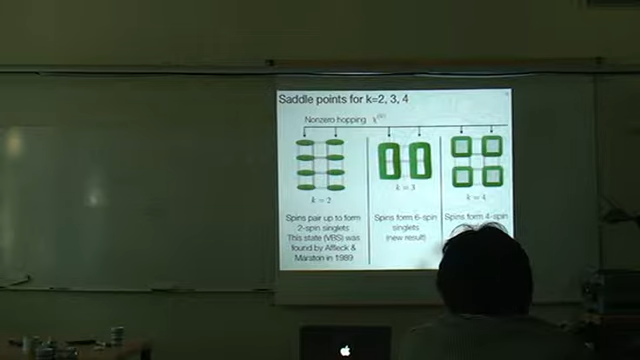 Saddle points for k=2, 3, 4
Nonzero hopping
k = 2
k = 3
k = 4
Spins pair up to form
2-spin singlets
This state (VBS) was
found by Affleck &
Marston in 1989
Spins form 6-spin
singlets
(new result)
Spins form 4-spin